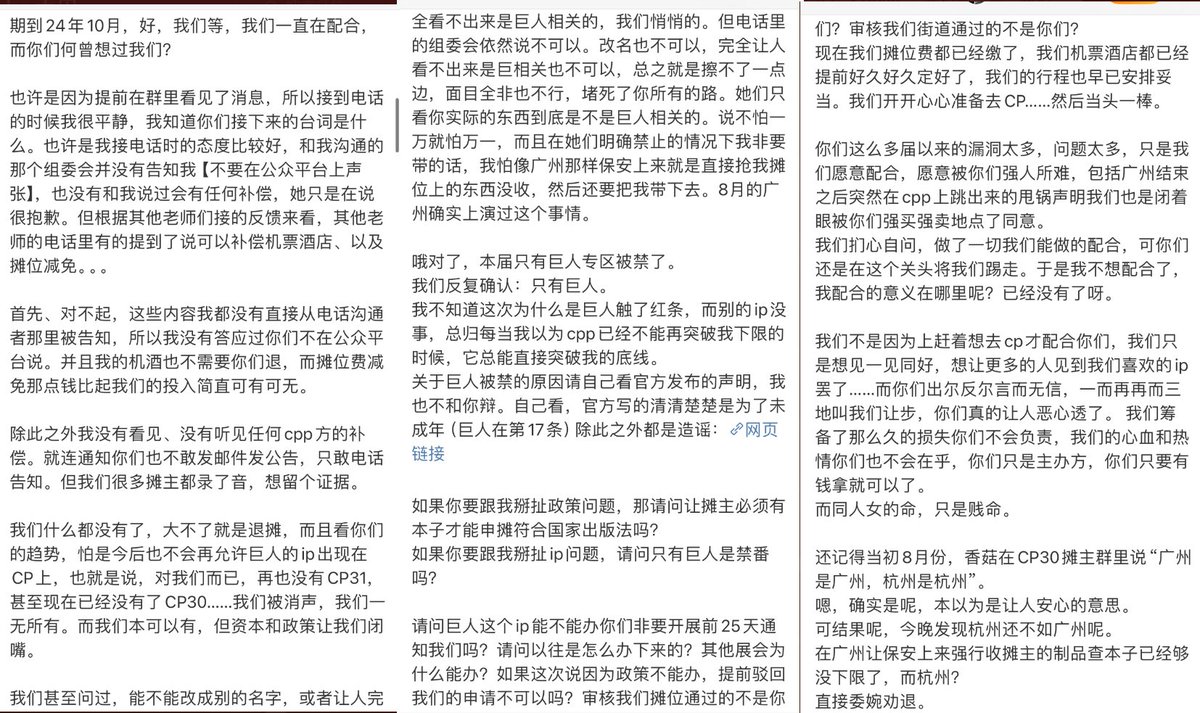 期到24年10月，好，我们等，我们一直在配合，
而你们何曾想过我们？
也许是因为提前在群里看见了消息，所以接到电话
的时候我很平静，我知道你们接下来的台词是什
么。也许是我接电话时的态度比较好，和我沟通的
那个组委会并没有告知我【不要在公众平台上声
张】，也没有和我说过会有任何补偿，她只是在说
很抱歉。但根据其他老师们接的反馈来看，其他老
师的电话里有的提到了说可以补偿机票酒店、以及
摊位减免。。。
首先、对不起，这些内容我都没有直接从电话沟通
者那里被告知，所以我没有答应过你们不在公众平
台说。并且我的机酒也不需要你们退，而摊位费减
免那点钱比起我们的投入简直可有可无。
除此之外我没有看见、没有听见任何cpp方的补
偿。就连通知你们也不敢发邮件发公告，只敢电话
告知。但我们很多摊主都录了音，想留个证据。
我们什么都没有了，大不了就是退摊，而且看你们
的趋势，怕是今后也不会再允许巨人的ip出现在
CP上，也就是说，对我们而已，再也没有CP31，
甚至现在已经没有了CP30……我们被消声，我们一
无所有。而我们本可以有，但资本和政策让我们闭
嘴。
我们甚至问过，能不能改成别的名字，或者让人完
全看不出来是巨人相关的，我们悄悄的。但电话里
的组委会依然说不可以。改名也不可以，完全让人
看不出来是巨相关也不可以，总之就是擦不了一点
边，面目全非也不行，堵死了你所有的路。她们只
看你实际的东西到底是不是巨人相关的。说不怕一
万就怕万一，而且在她们明确禁止的情况下我非要
带的话，我怕像广州那样保安上来就是直接抢我摊
位上的东西没收，然后还要把我带下去。8月的广
州确实上演过这个事情。
哦对了，本届只有巨人专区被禁了。
我们反复确认：只有巨人。
我不知道这次为什么是巨人触了红条，而别的ip没
事，总归每当我以为cpp已经不能再突破我下限的
时候，它总能直接突破我的底线。
关于巨人被禁的原因请自己看官方发布的声明，我
也不和你辩。自己看，官方写的清清楚楚是为了未
成年（巨人在第17条）除此之外都是造谣：网页
链接
如果你要跟我掰扯政策问题，那请问让摊主必须有
本子才能申摊符合国家出版法吗？
如果你要跟我掰扯ip问题，请问只有巨人是禁番
吗？
请问巨人这个ip能不能办你们非要开展前25天通
知我们吗？请问以往是怎么办下来的？其他展会为
什么能办？如果这次说因为政策不能办，提前驳回
我们的申请不可以吗？审核我们摊位通过的不是你
们？审核我们街道通过的不是你们？
现在我们摊位费都已经缴了，我们机票酒店都已经
提前好久好久定好了，我们的行程也早已安排妥
当。我们开开心心准备去CP……然后当头一棒。
你们这么多届以来的漏洞太多，问题太多，只是我
们愿意配合，愿意被你们强人所难，包括广州结束
之后突然在cpp上跳出来的甩锅声明我们也是闭着
眼被你们强买强卖地点了同意。
我们扪心自问，做了一切我们能做的配合，可你们
还是在这个关头将我们踢走。于是我不想配合了，
我配合的意义在哪里呢？已经没有了呀。
我们不是因为上赶着想去cp才配合你们，我们只
是想见一见同好，想让更多的人见到我们喜欢的ip
罢了……而你们出尔反尔言而无信，一而再再而三
地叫我们让步，你们真的让人恶心透了。我们筹
备了那么久的损失你们不会负责，我们的心血和热
情你们也不会在乎，你们只是主办方，你们只要有
钱拿就可以了。
而同人女的命，只是贱命。
还记得当初8月份，香菇在CP30摊主群里说“广州
是广州，杭州是杭州”。
嗯，确实是呢，本以为是让人安心的意思。
可结果呢，今晚发现杭州还不如广州呢。
在广州让保安上来强行收摊主的制品查本子已经够
没下限了，而杭州？
直接委婉劝退。